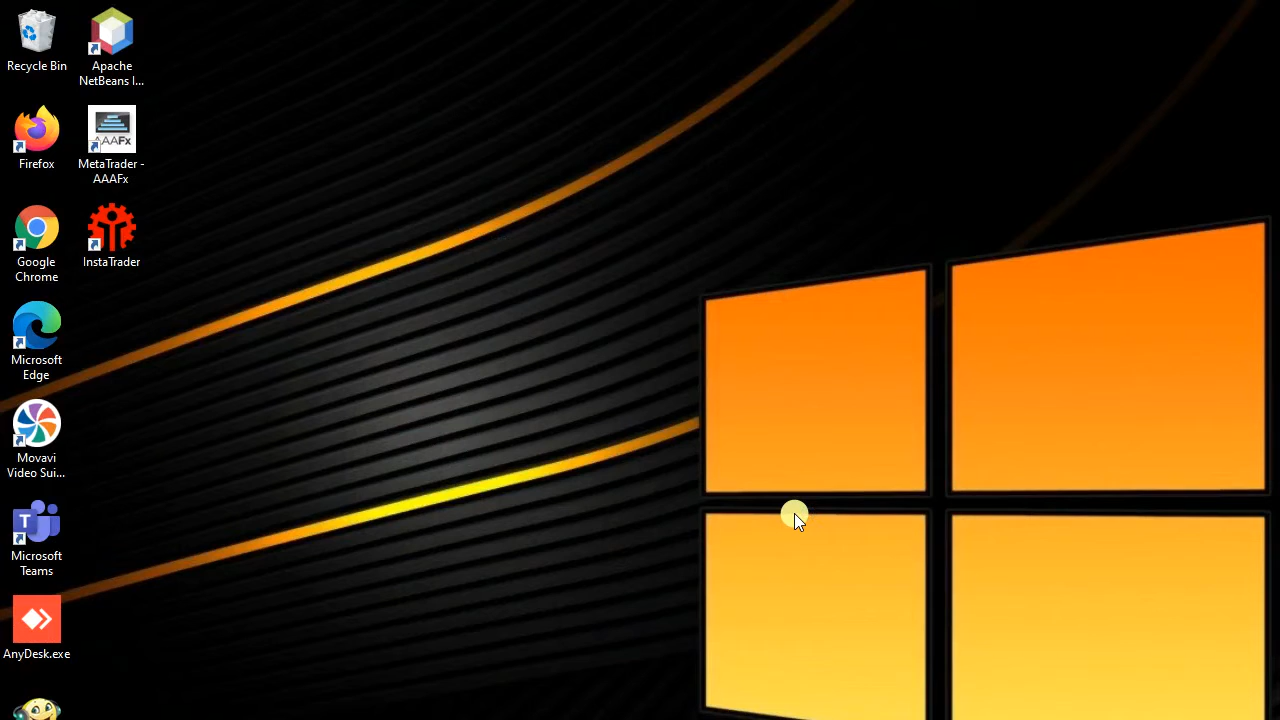 Recycle Bin
Apache
NetBeans I...
Firefox
AAAFx
MetaTrader -
AAAFx
Google
Chrome
InstaTrader
Microsoft
Edge
Movavi
Video Sui...
T
Microsoft
Teams
AnyDesk.exe